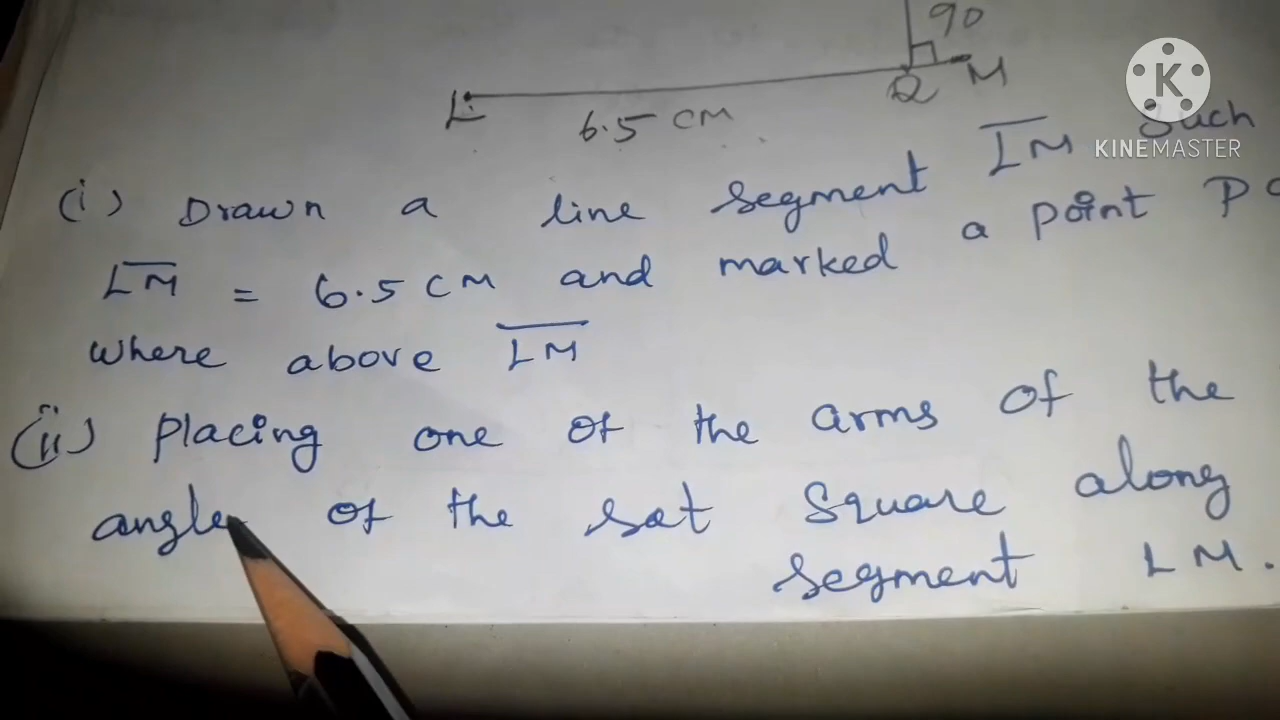 90
L
Q M
6.5 CM
K
KINEMASTER
(i) Drawn a line segment LM such
LM = 6.5 CM and marked a point P
where above LM
(ii) placing one of the arms of the
angle of the sat square along
segment LM.